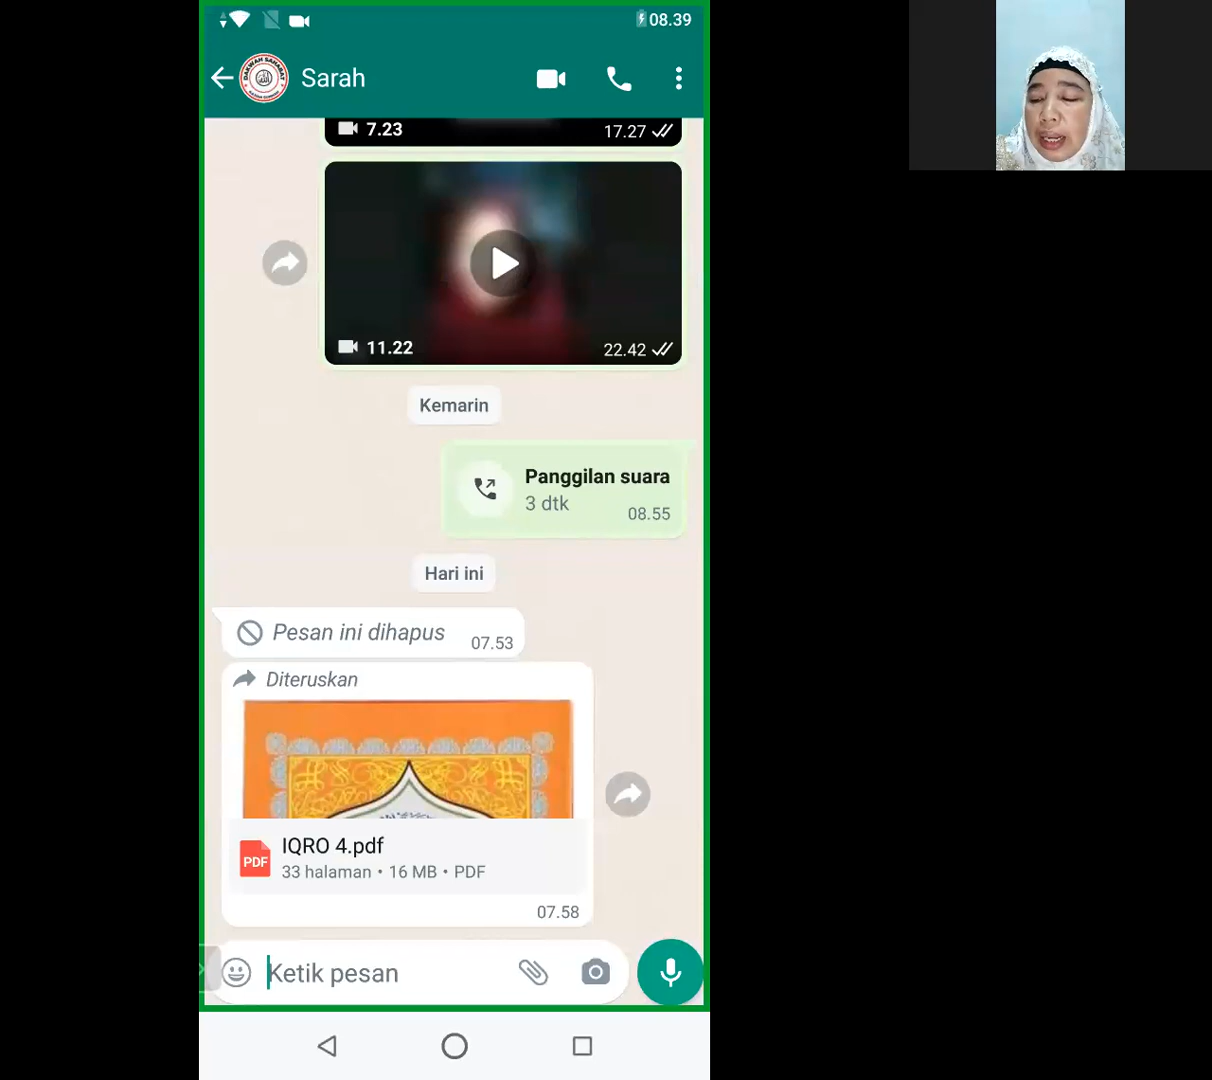 08.39
Sarah
7.23
17.27
11.22
22.42
Kemarin
Panggilan suara
3 dtk
08.55
Hari ini
Pesan ini dihapus
07.53
Diteruskan
PDF
IQRO 4.pdf
33 halaman • 16 MB • PDF
07.58
Ketik pesan